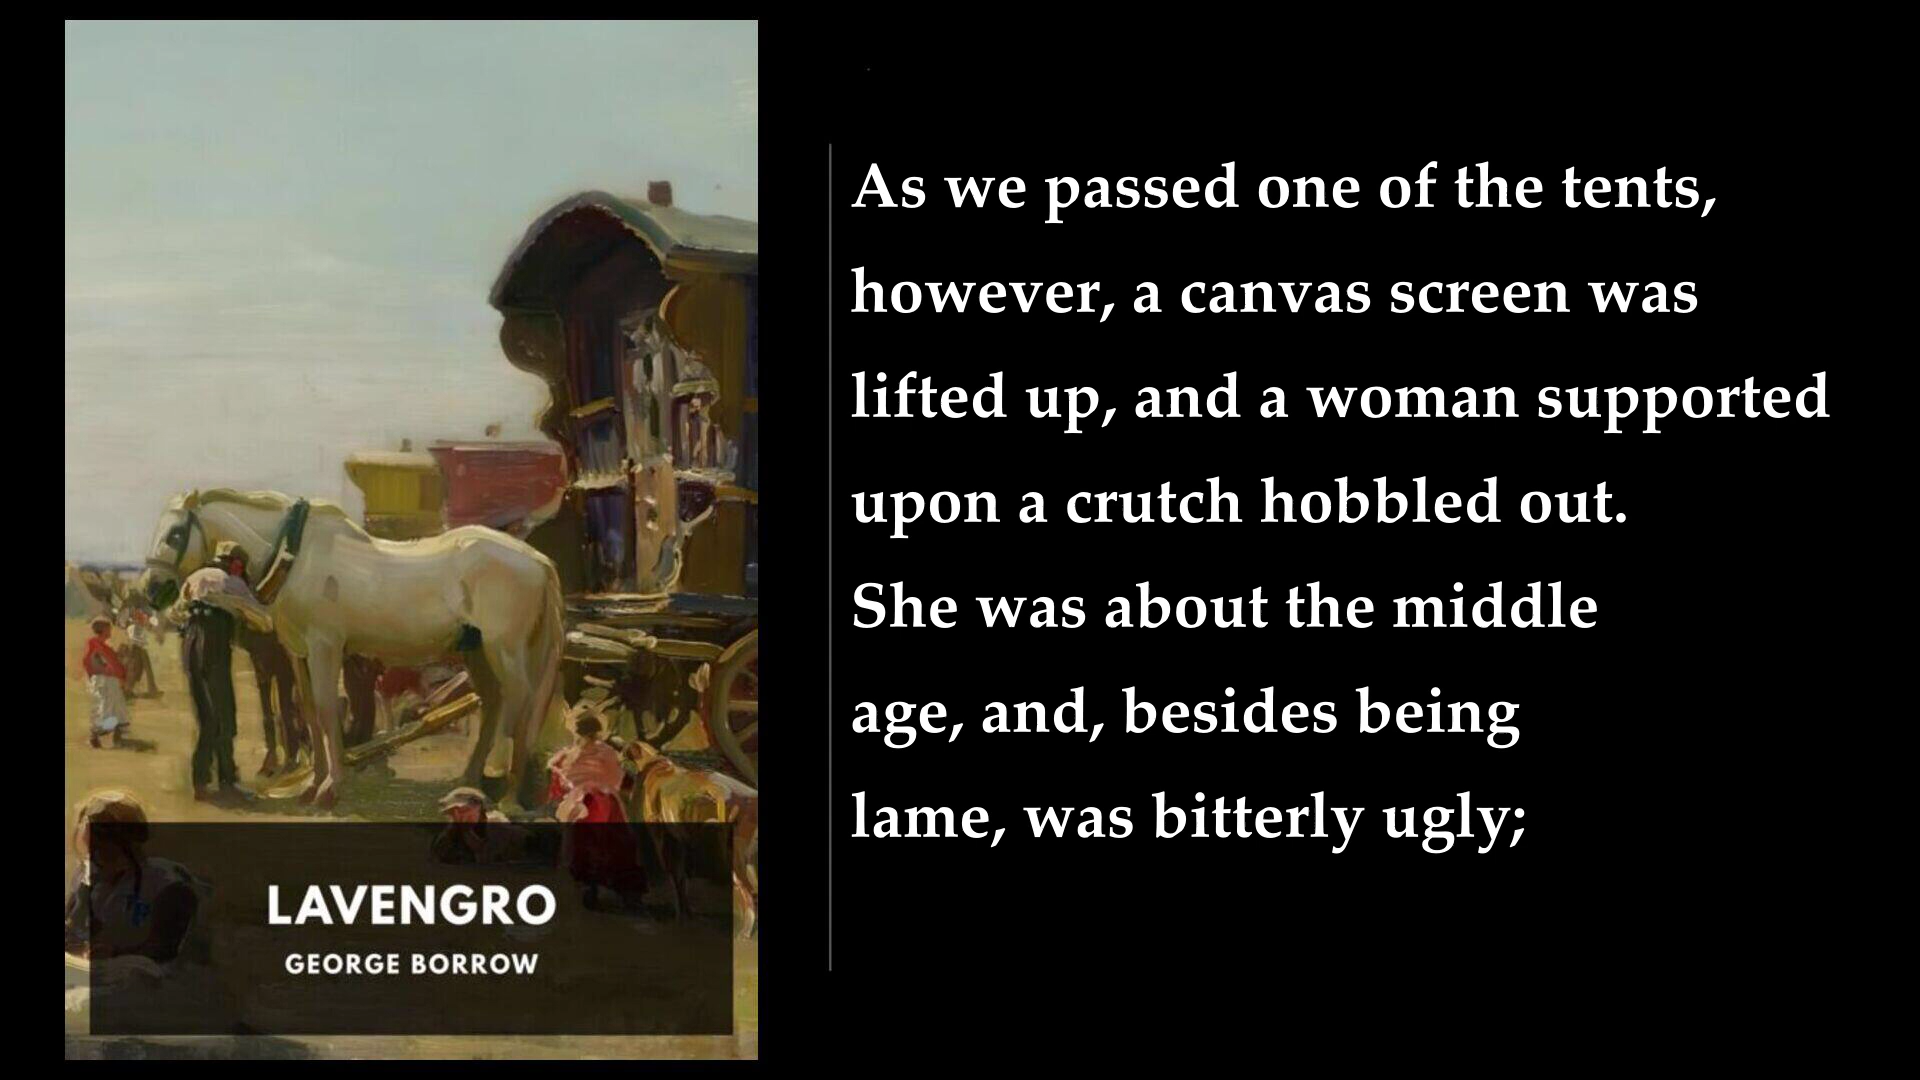 As we passed one of the tents,
however, a canvas screen was
lifted up, and a woman supported
upon a crutch hobbled out.
She was about the middle
age, and, besides being
lame, was bitterly ugly;
LAVENGRO
GEORGE BORROW